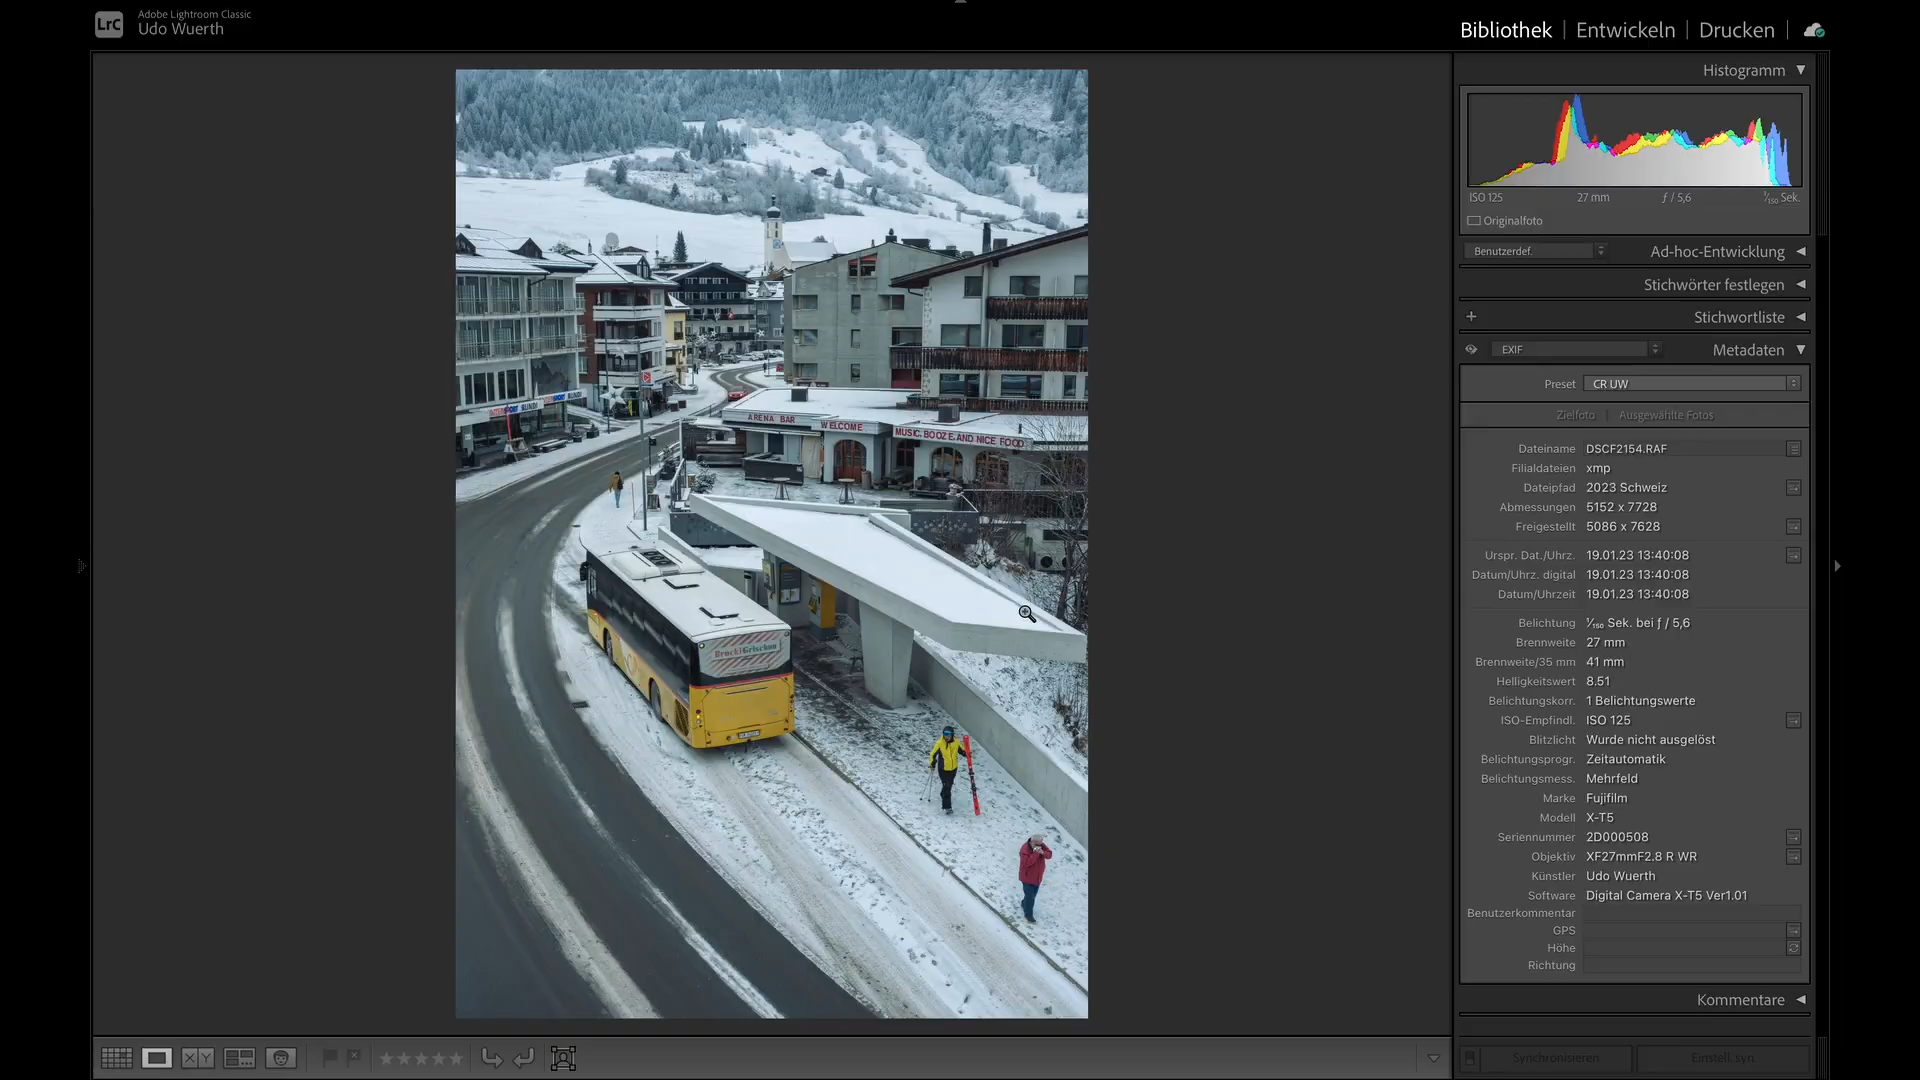 LrC
Adobe Lightroom Classic
Udo Wuerth
Bibliothek | Entwickeln | Drucken
Histogramm
ISO 125 27 mm ƒ / 5,6 ¹⁄₁₅₀ Sek.
Originalfoto
Benutzerdef. Ad-hoc-Entwicklung
Stichwörter festlegen
+ Stichwortliste
EXIF Metadaten
Preset CR UW
Zielfoto | Ausgewählte Fotos
Dateiname DSCF2154.RAF
Filialdateien xmp
Dateipfad 2023 Schweiz
Abmessungen 5152 x 7728
Freigestellt 5086 x 7628
Urspr. Dat./Uhrz. 19.01.23 13:40:08
Datum/Uhrz. digital 19.01.23 13:40:08
Datum/Uhrzeit 19.01.23 13:40:08
Belichtung ¹⁄₁₅₀ Sek. bei ƒ / 5,6
Brennweite 27 mm
Brennweite/35 mm 41 mm
Helligkeitswert 8.51
Belichtungskorr. 1 Belichtungswerte
ISO-Empfindl. ISO 125
Blitzlicht Wurde nicht ausgelöst
Belichtungsprogr. Zeitautomatik
Belichtungsmess. Mehrfeld
Marke Fujifilm
Modell X-T5
Seriennummer 2D000508
Objektiv XF27mmF2.8 R WR
Künstler Udo Wuerth
Software Digital Camera X-T5 Ver1.01
Benutzerkommentar
GPS
Höhe
Richtung
Kommentare
Synchronisieren Einstell. syn.
X Y
ARENA BAR WELCOME MUSIC, BOOZE AND NICE FOOD
BrockiGrischun